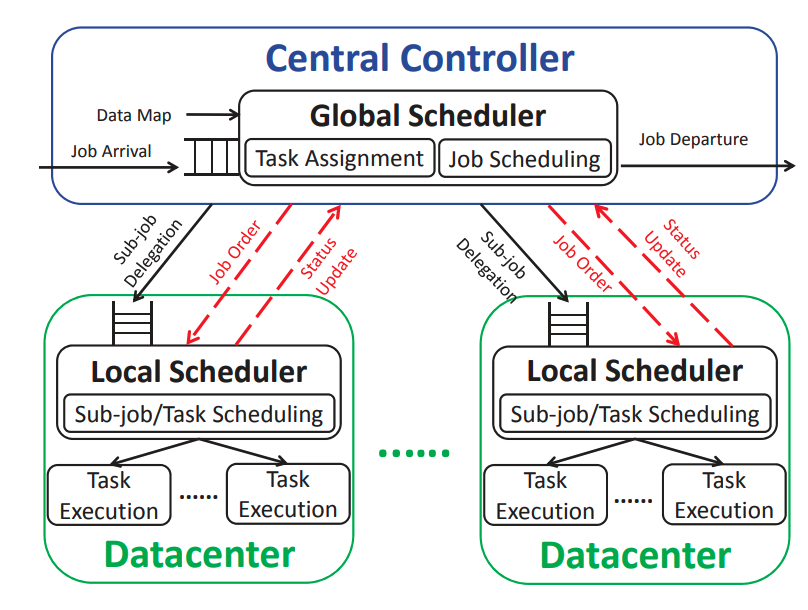 Central Controller
Data Map
Global Scheduler
Job Arrival
Task Assignment
Job Scheduling
Job Departure
Sub-job
Delegation
Job Order
Status
Update
Sub-job
Delegation
Job Order
Status
Update
Local Scheduler
Sub-job/Task Scheduling
Task
Execution
......
Task
Execution
Datacenter
......
Local Scheduler
Sub-job/Task Scheduling
Task
Execution
......
Task
Execution
Datacenter